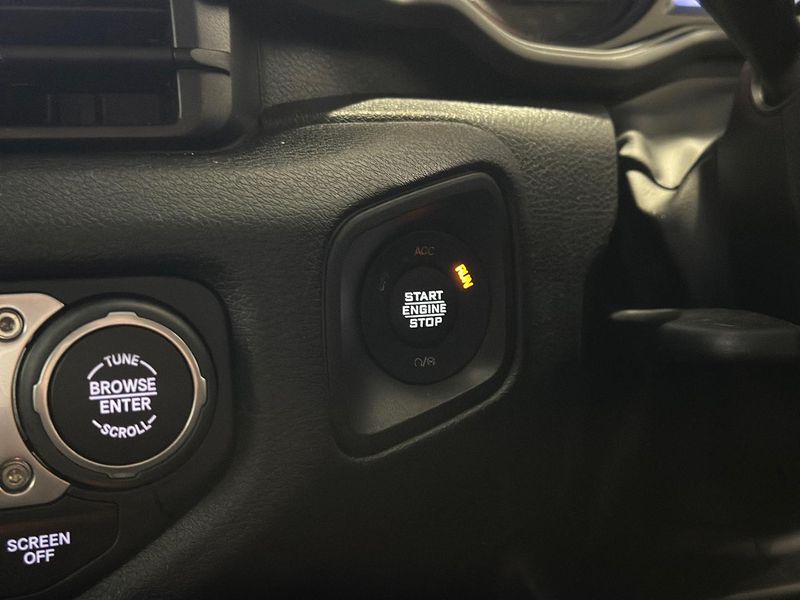 ACC
RUN
START
ENGINE
STOP
TUNE
BROWSE
ENTER
SCROLL
SCREEN
OFF